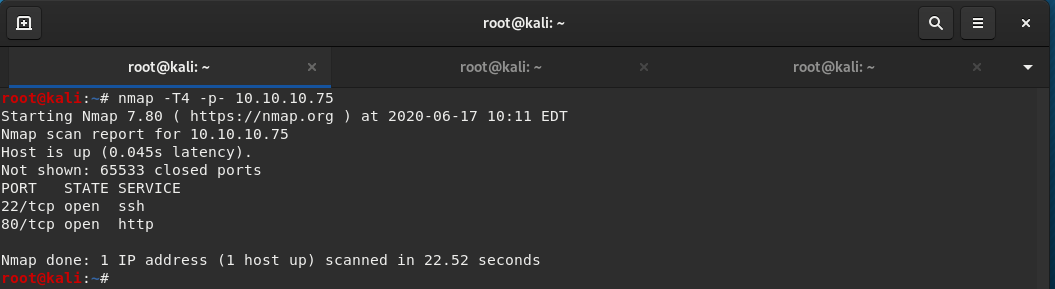 root@kali: ~
root@kali: ~ root@kali: ~ root@kali: ~
root@kali:~# nmap -T4 -p- 10.10.10.75
Starting Nmap 7.80 ( https://nmap.org ) at 2020-06-17 10:11 EDT
Nmap scan report for 10.10.10.75
Host is up (0.045s latency).
Not shown: 65533 closed ports
PORT   STATE SERVICE
22/tcp open  ssh
80/tcp open  http
Nmap done: 1 IP address (1 host up) scanned in 22.52 seconds
root@kali:~#